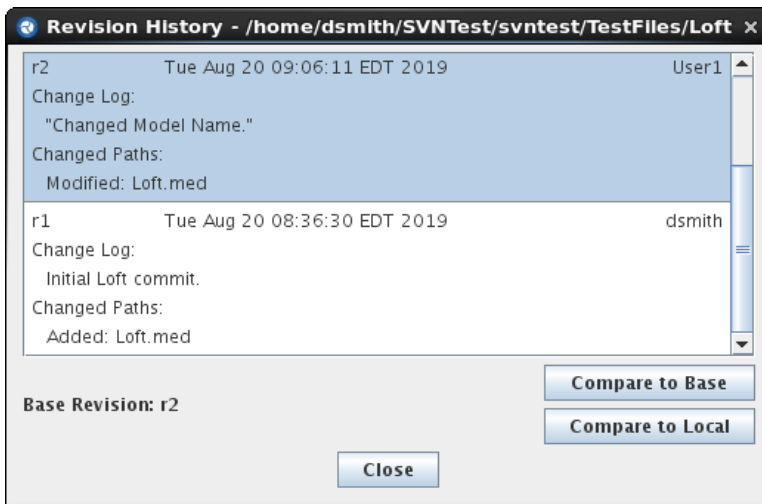 Revision History - /home/dsmith/SVNTest/svntest/TestFiles/Loft
r2 Tue Aug 20 09:06:11 EDT 2019 User1
Change Log:
"Changed Model Name."
Changed Paths:
Modified: Loft.med
r1 Tue Aug 20 08:36:30 EDT 2019 dsmith
Change Log:
Initial Loft commit.
Changed Paths:
Added: Loft.med
Compare to Base
Base Revision: r2
Compare to Local
Close